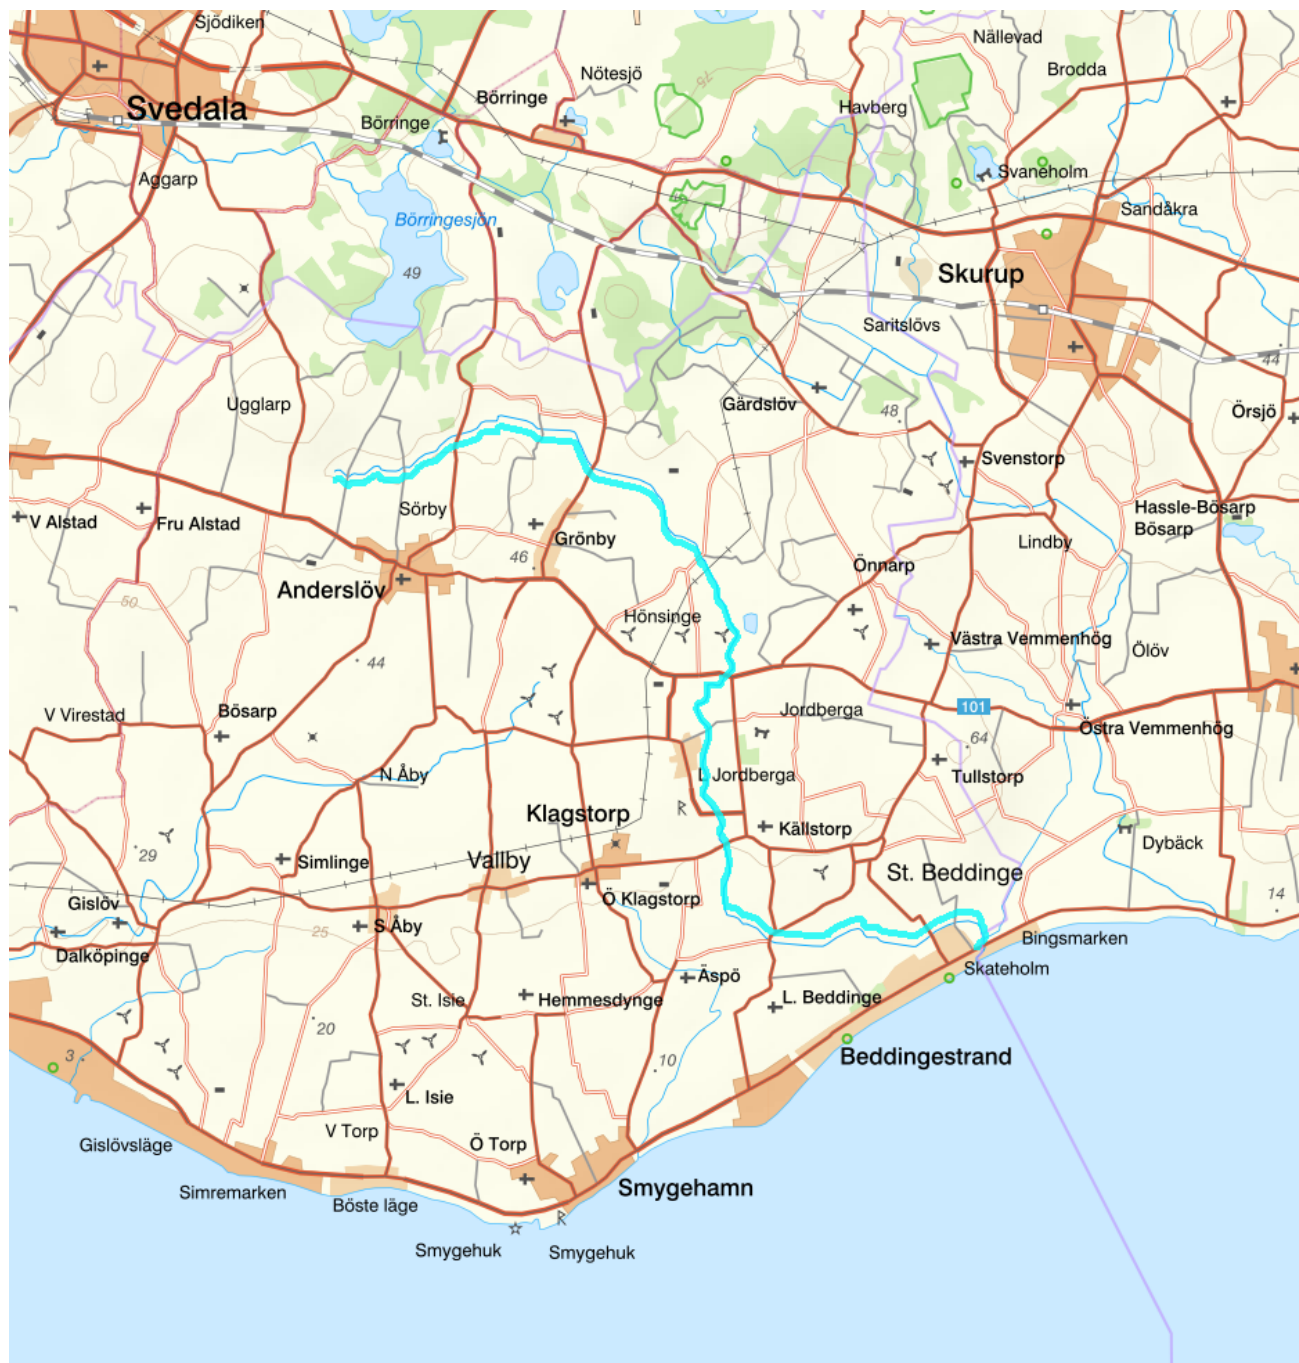 Sjödiken
Nällevad
Nötesjö
Brodda
75
Svedala
Börringe
Havberg
Börringe
Aggarp
Svaneholm
Börringesjön
Sandåkra
49
Skurup
Saritslövs
44
Ugglarp
Gärdslöv
48
Örsjö
Svenstorp
V Alstad
Fru Alstad
Sörby
Hassle-Bösarp
Bösarp
Grönby
Lindby
46
Önnarp
Anderslöv
50
Hönsinge
Västra Vemmenhög
Ölöv
44
V Virestad
Bösarp
Jordberga
101
64
Östra Vemmenhög
N Åby
L Jordberga
Tullstorp
Klagstorp
Källstorp
Dybäck
29
Simlinge
Vallby
St. Beddinge
14
Gislöv
Ö Klagstorp
25
S Åby
Bingsmarken
Dalköpinge
Skateholm
Äspö
St. Isie
Hemmesdynge
L. Beddinge
20
3
10
Beddingestrand
L. Isie
V Torp
Gislövsläge
Ö Torp
Simremarken
Smygehamn
Böste läge
Smygehuk
Smygehuk